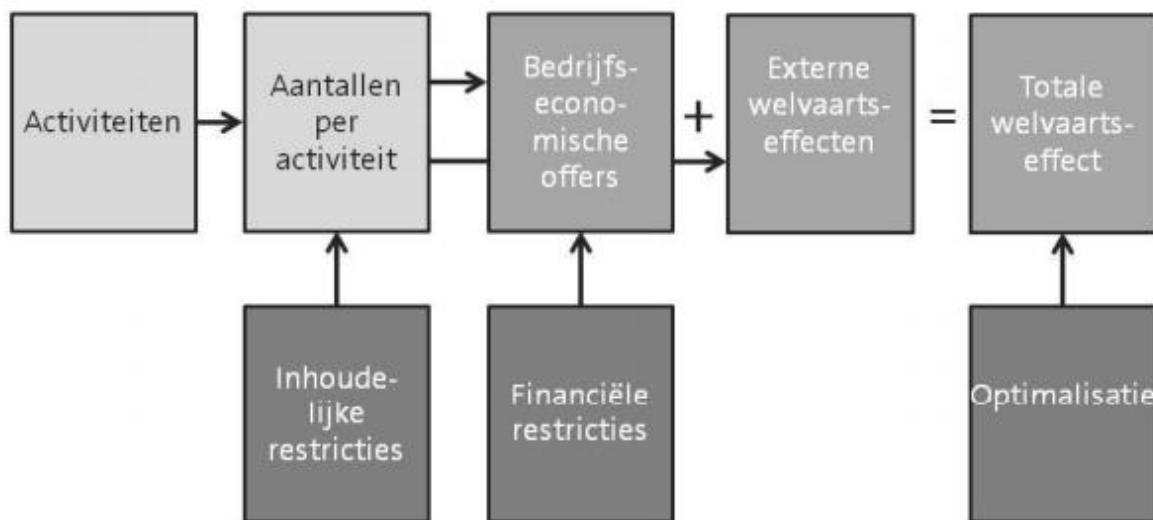 Activiteiten
Aantallen
per
activiteit
Bedrijfs-
econo-
mische
offers
+
Externe
welvaarts-
effecten
=
Totale
welvaarts-
effect
Inhoude-
lijke
restricties
Financiële
restricties
Optimalisatie